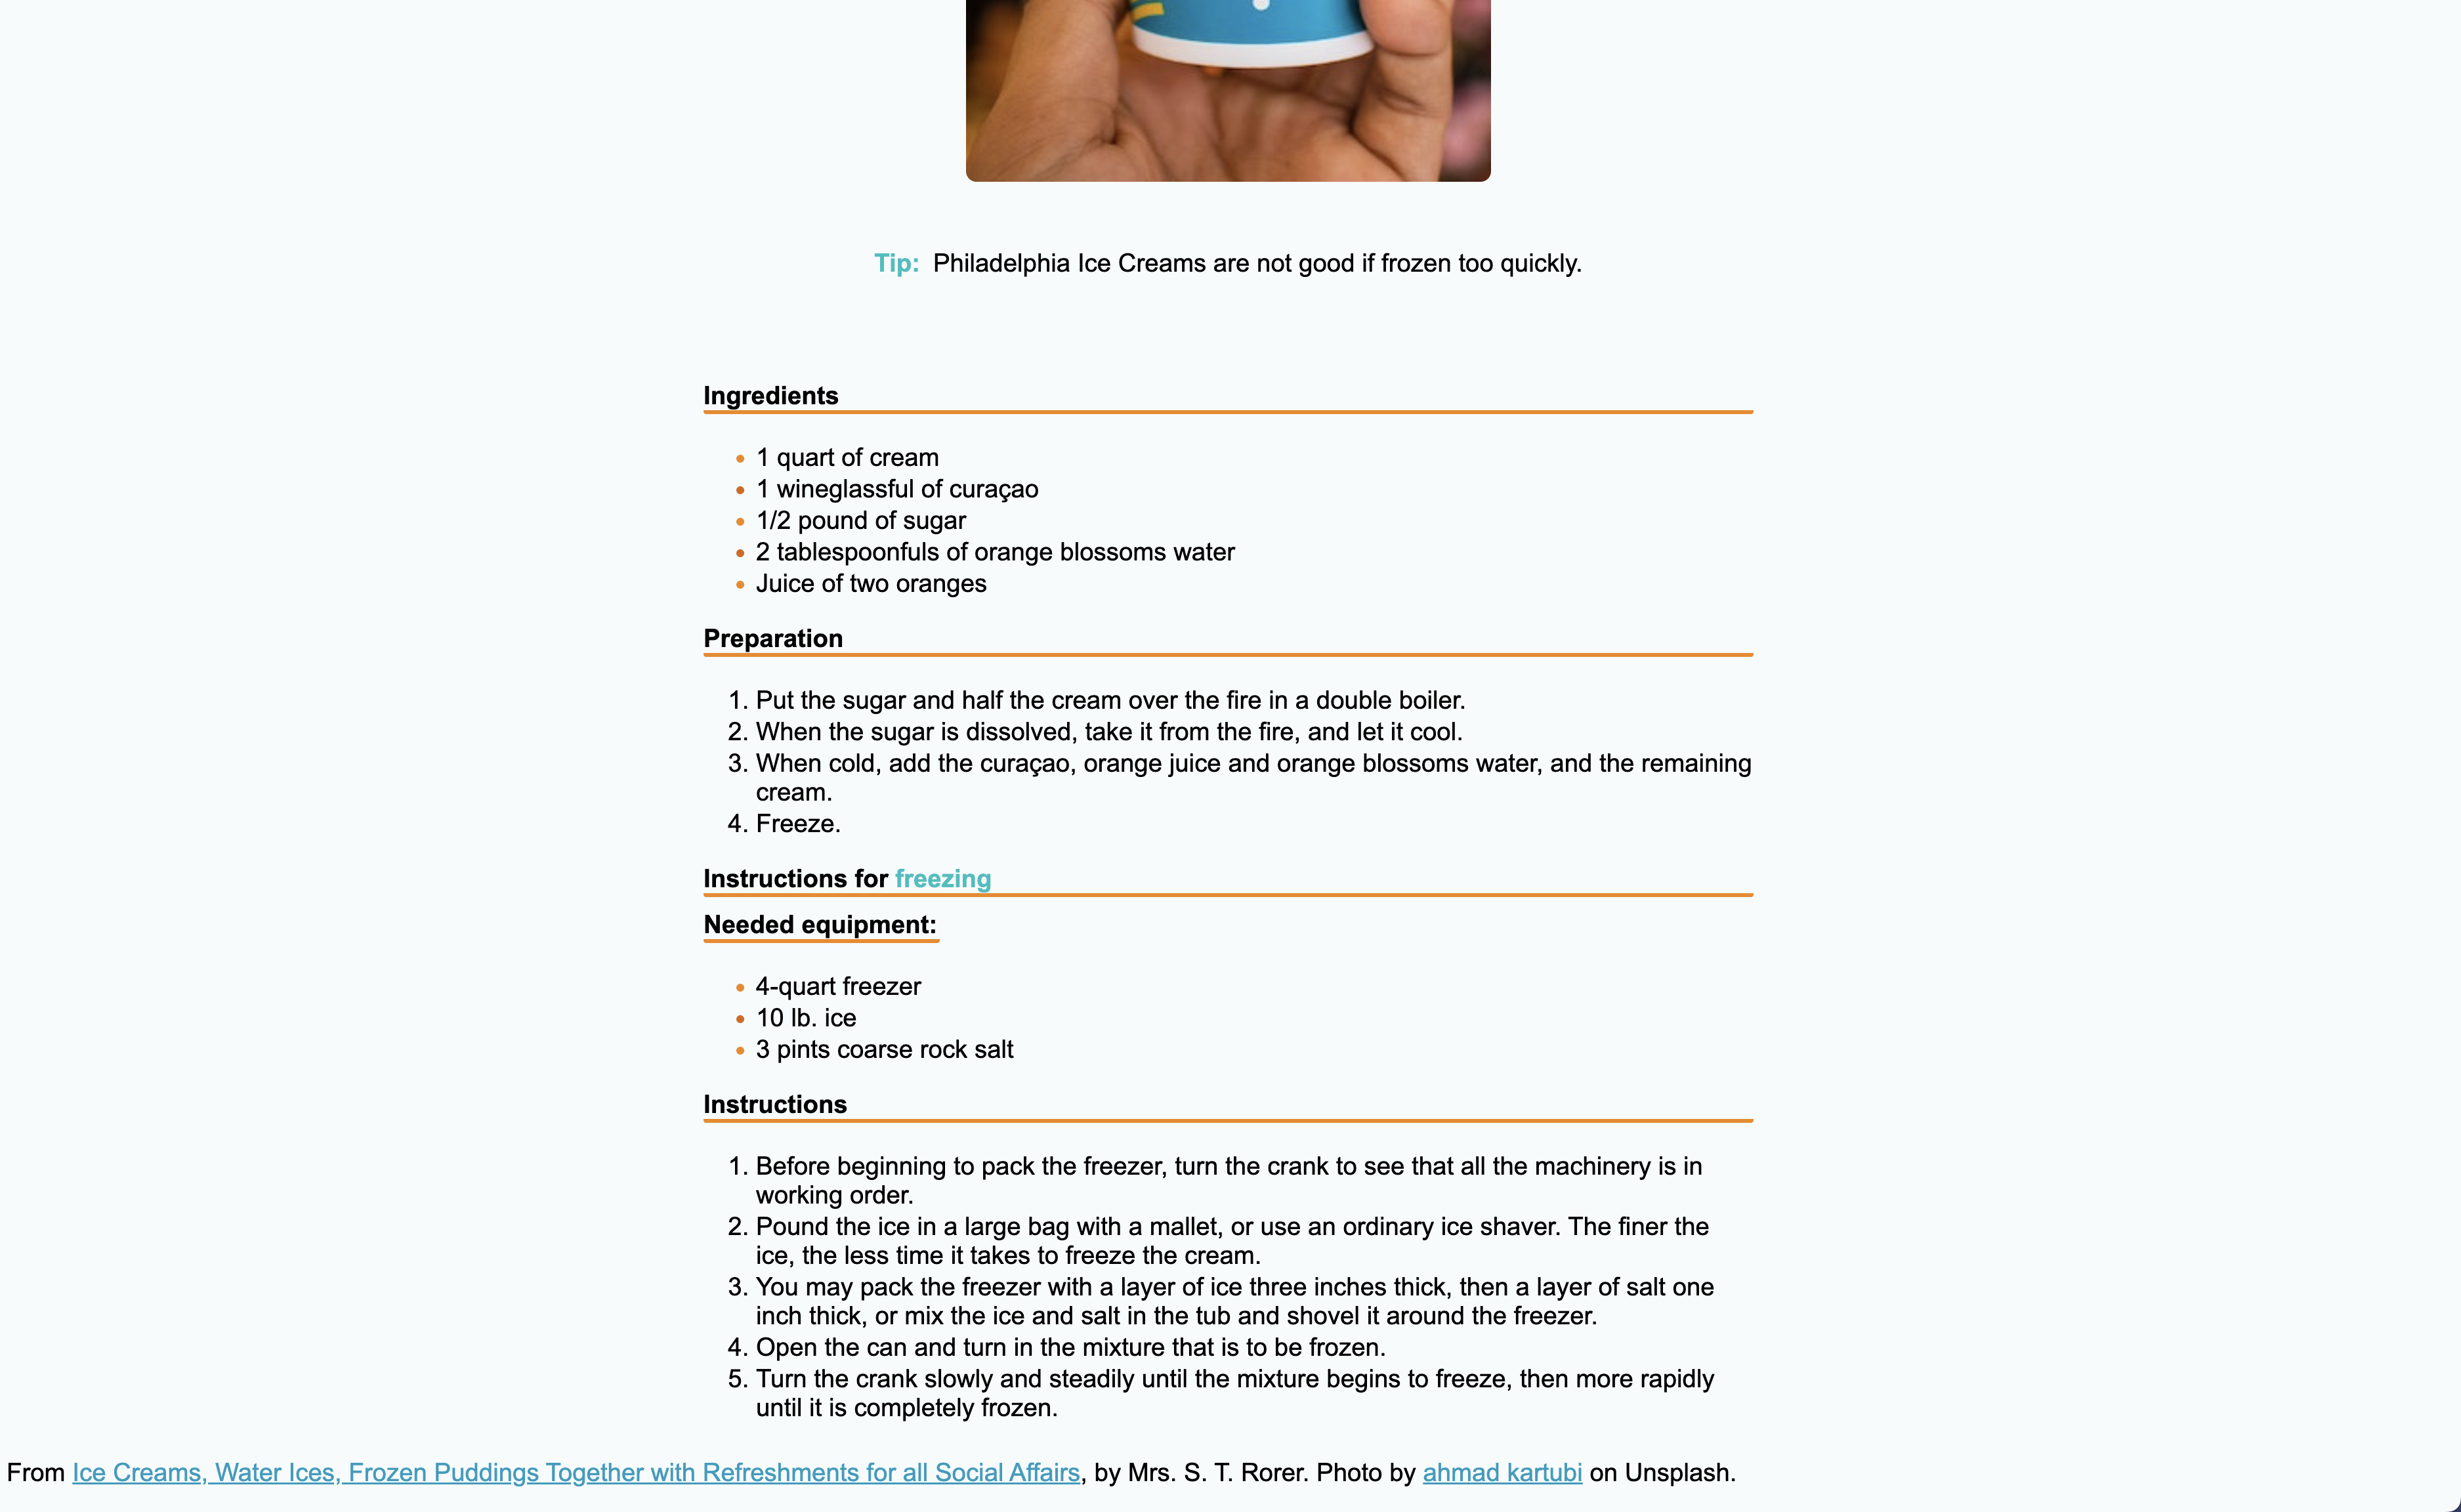 Tip: Philadelphia Ice Creams are not good if frozen too quickly.
Ingredients
• 1 quart of cream
• 1 wineglassful of curaçao
• 1/2 pound of sugar
• 2 tablespoonfuls of orange blossoms water
• Juice of two oranges
Preparation
1. Put the sugar and half the cream over the fire in a double boiler.
2. When the sugar is dissolved, take it from the fire, and let it cool.
3. When cold, add the curaçao, orange juice and orange blossoms water, and the remaining
cream.
4. Freeze.
Instructions for freezing
Needed equipment:
• 4-quart freezer
• 10 lb. ice
• 3 pints coarse rock salt
Instructions
1. Before beginning to pack the freezer, turn the crank to see that all the machinery is in
working order.
2. Pound the ice in a large bag with a mallet, or use an ordinary ice shaver. The finer the
ice, the less time it takes to freeze the cream.
3. You may pack the freezer with a layer of ice three inches thick, then a layer of salt one
inch thick, or mix the ice and salt in the tub and shovel it around the freezer.
4. Open the can and turn in the mixture that is to be frozen.
5. Turn the crank slowly and steadily until the mixture begins to freeze, then more rapidly
until it is completely frozen.
From Ice Creams, Water Ices, Frozen Puddings Together with Refreshments for all Social Affairs, by Mrs. S. T. Rorer. Photo by ahmad kartubi on Unsplash.